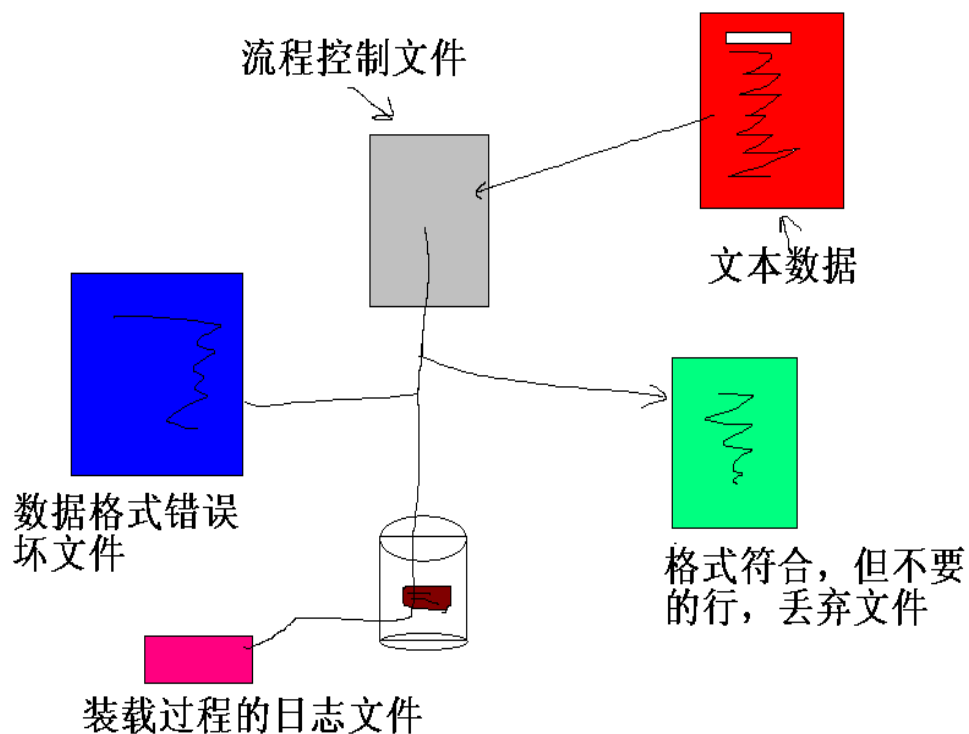 流程控制文件
文本数据
数据格式错误
坏文件
格式符合，但不要
的行，丢弃文件
装载过程的日志文件